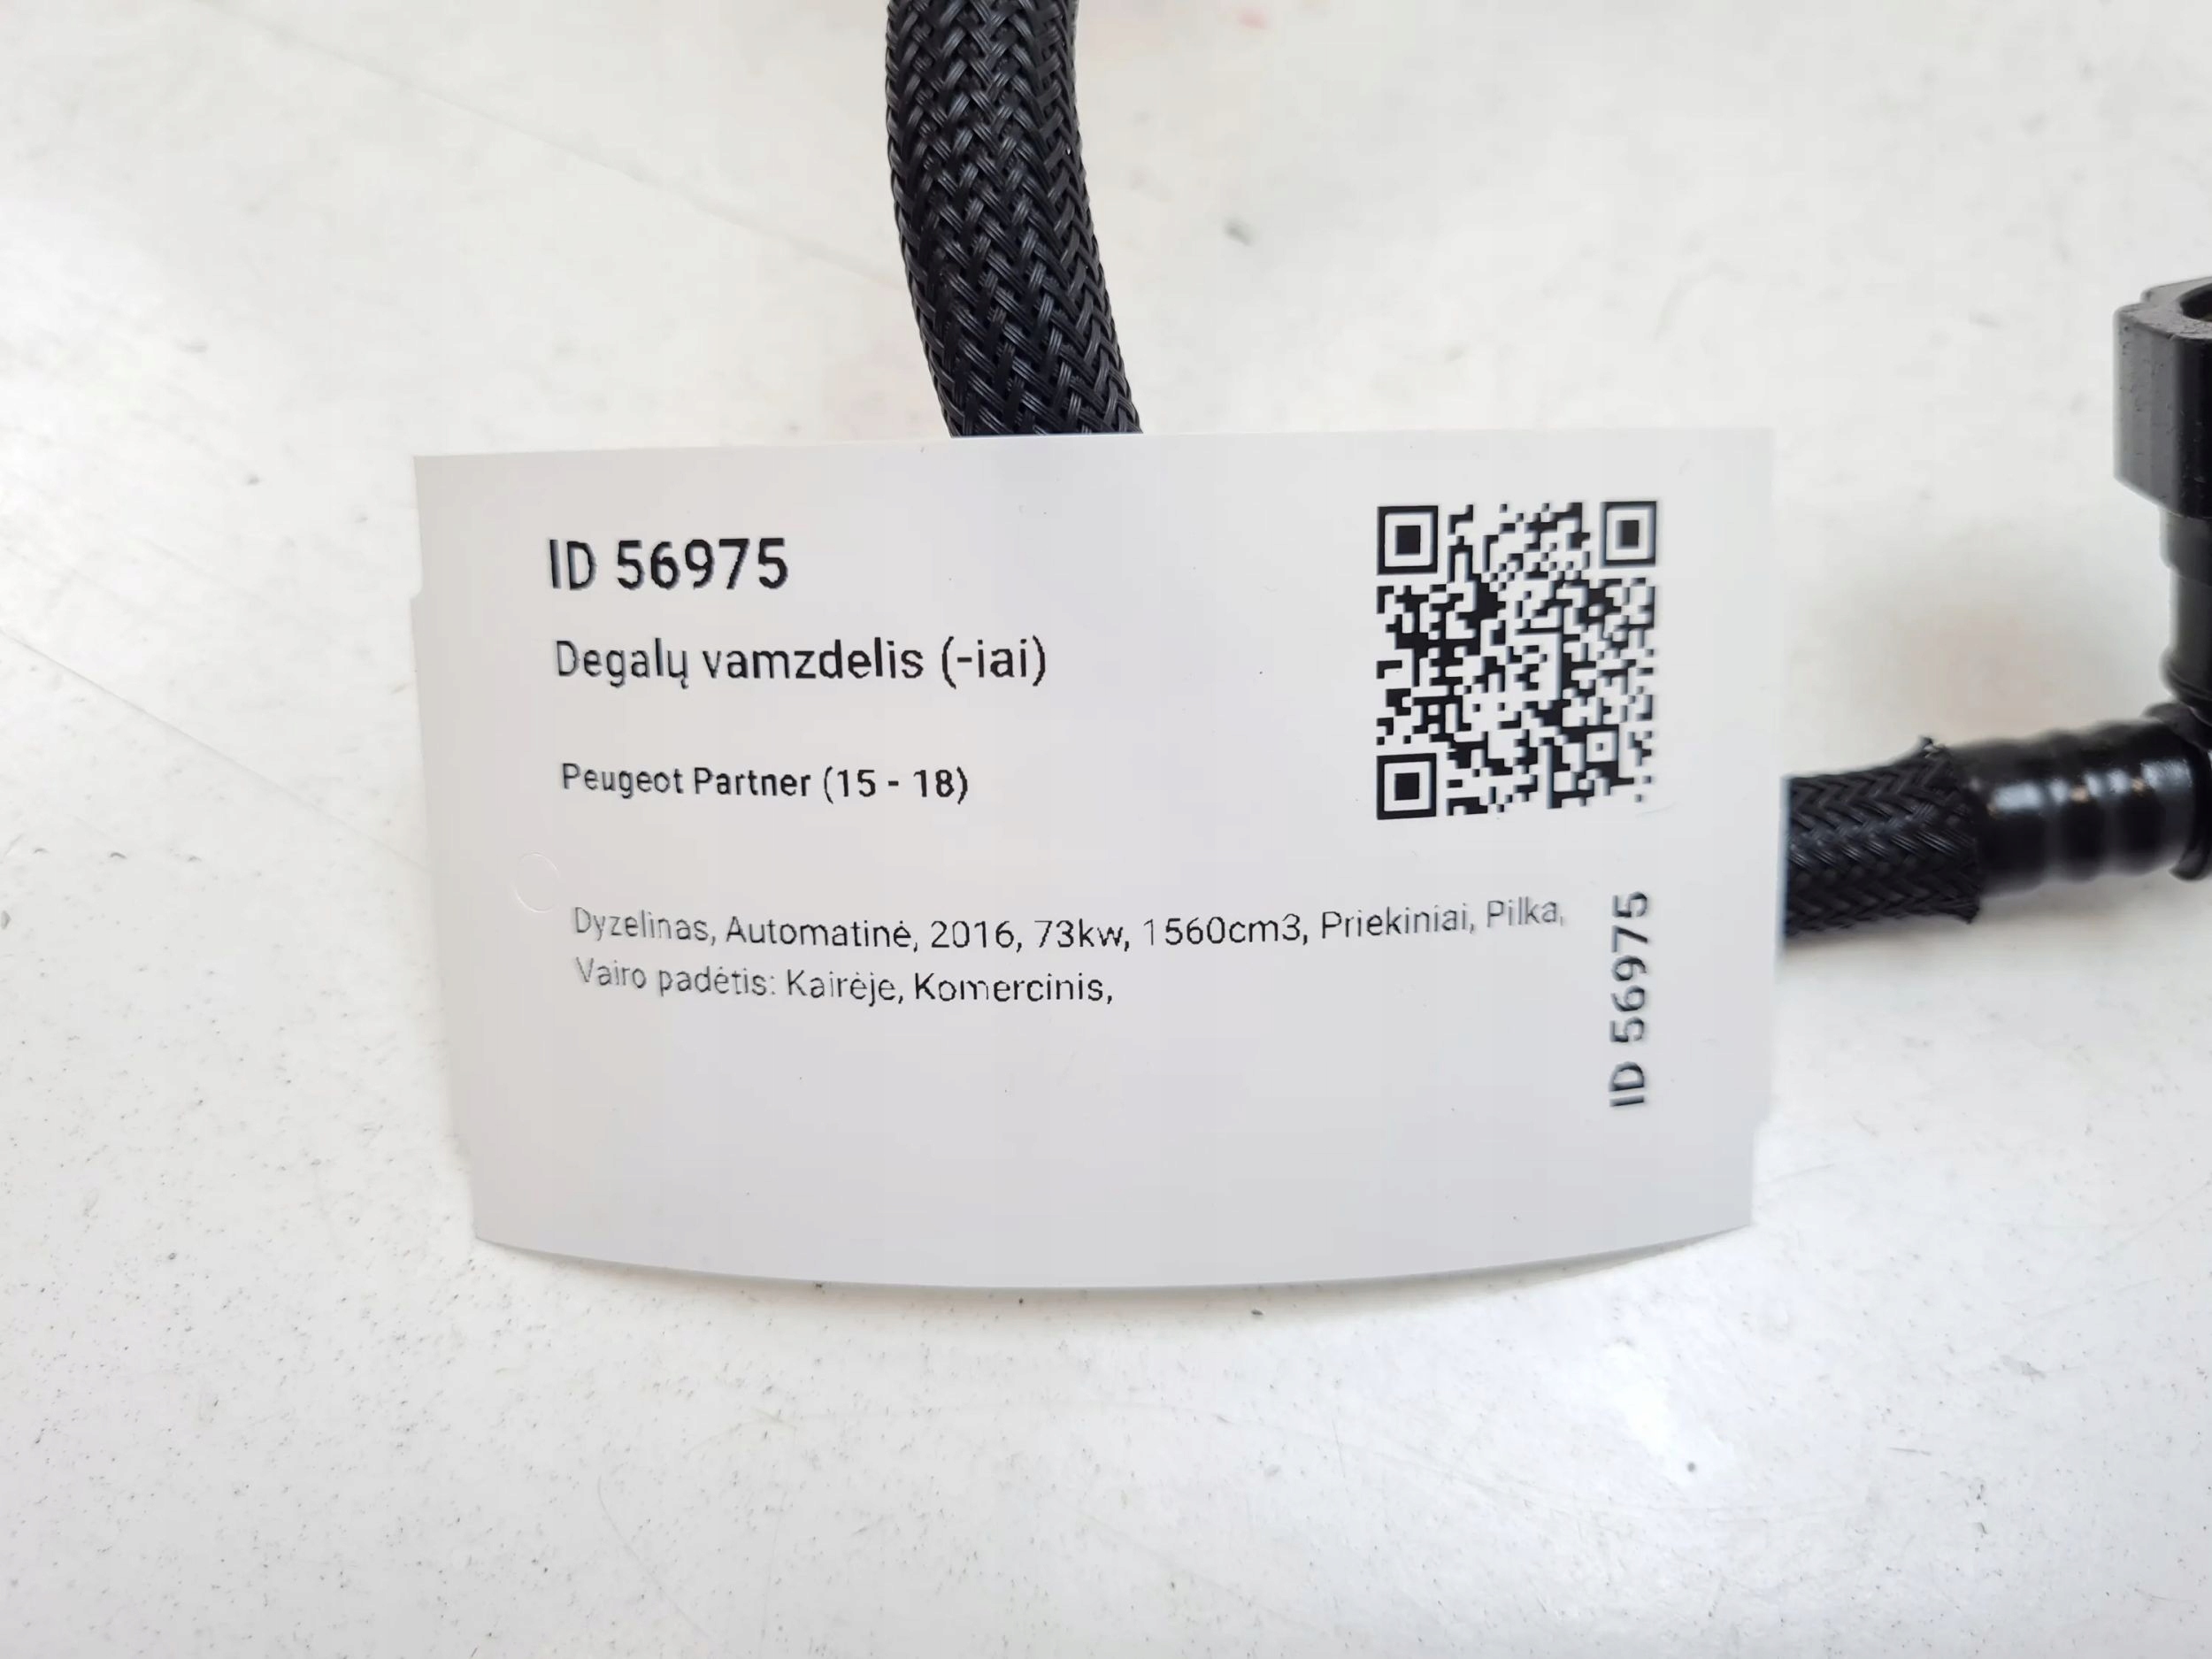 ID 56975
Degalų vamzdelis (-iai)
Peugeot Partner (15 - 18)
Dyzelinas, Automatinė, 2016, 73kw, 1560cm3, Priekiniai, Pilka,
Vairo padėtis: Kairėje, Komercinis,
ID 56975